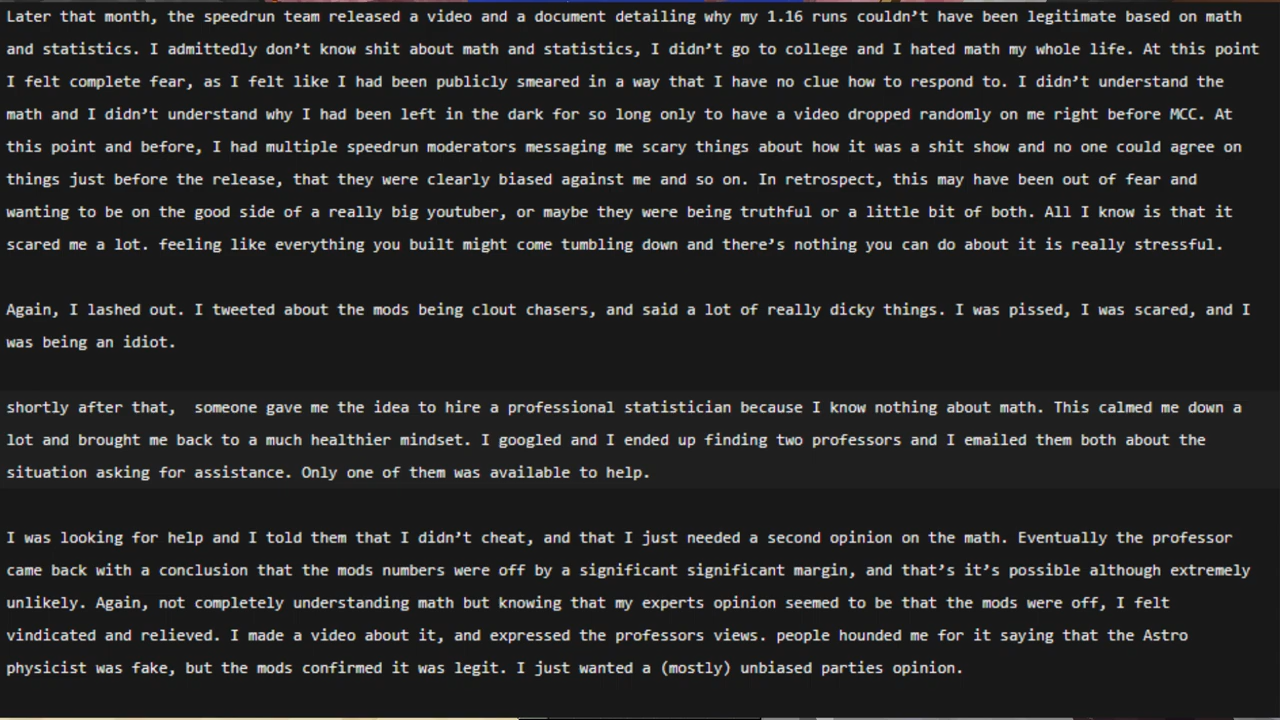 Later that month, the speedrun team released a video and a document detailing why my 1.16 runs couldn’t have been legitimate based on math
and statistics. I admittedly don’t know shit about math and statistics, I didn’t go to college and I hated math my whole life. At this point
I felt complete fear, as I felt like I had been publicly smeared in a way that I have no clue how to respond to. I didn’t understand the
math and I didn’t understand why I had been left in the dark for so long only to have a video dropped randomly on me right before MCC. At
this point and before, I had multiple speedrun moderators messaging me scary things about how it was a shit show and no one could agree on
things just before the release, that they were clearly biased against me and so on. In retrospect, this may have been out of fear and
wanting to be on the good side of a really big youtuber, or maybe they were being truthful or a little bit of both. All I know is that it
scared me a lot. feeling like everything you built might come tumbling down and there’s nothing you can do about it is really stressful.
Again, I lashed out. I tweeted about the mods being clout chasers, and said a lot of really dicky things. I was pissed, I was scared, and I
was being an idiot.
shortly after that,  someone gave me the idea to hire a professional statistician because I know nothing about math. This calmed me down a
lot and brought me back to a much healthier mindset. I googled and I ended up finding two professors and I emailed them both about the
situation asking for assistance. Only one of them was available to help.
I was looking for help and I told them that I didn’t cheat, and that I just needed a second opinion on the math. Eventually the professor
came back with a conclusion that the mods numbers were off by a significant significant margin, and that’s it’s possible although extremely
unlikely. Again, not completely understanding math but knowing that my experts opinion seemed to be that the mods were off, I felt
vindicated and relieved. I made a video about it, and expressed the professors views. people hounded me for it saying that the Astro
physicist was fake, but the mods confirmed it was legit. I just wanted a (mostly) unbiased parties opinion.